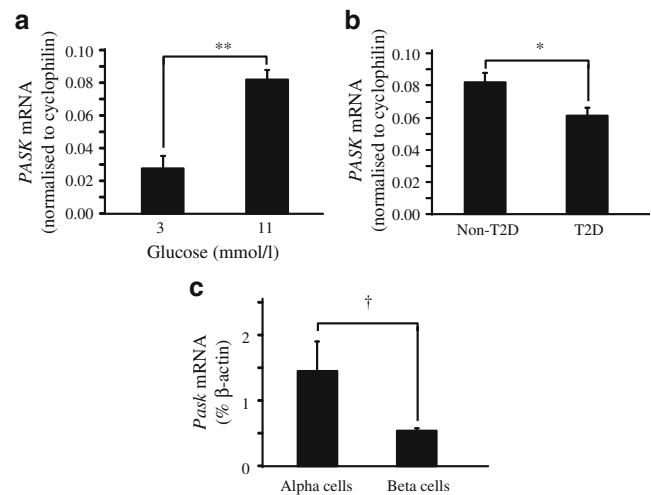 a
**
PASK mRNA
(normalised to cyclophilin)
0.10
0.08
0.06
0.04
0.02
0.00
3 11
Glucose (mmol/l)
b
*
PASK mRNA
(normalised to cyclophilin)
0.10
0.08
0.06
0.04
0.02
0.00
Non-T2D T2D
c
†
Pask mRNA
(% β-actin)
2
1
0
Alpha cells Beta cells